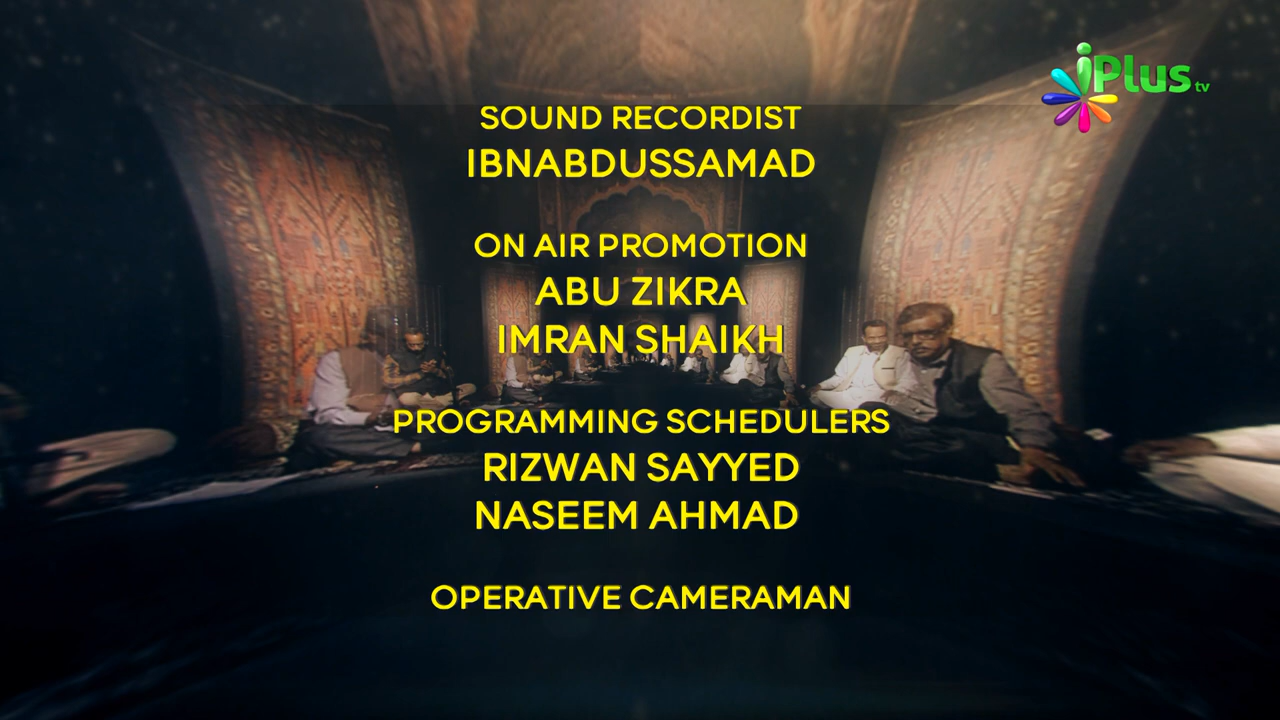 iPlus tv
SOUND RECORDIST
IBNABDUSSAMAD
ON AIR PROMOTION
ABU ZIKRA
IMRAN SHAIKH
PROGRAMMING SCHEDULERS
RIZWAN SAYYED
NASEEM AHMAD
OPERATIVE CAMERAMAN